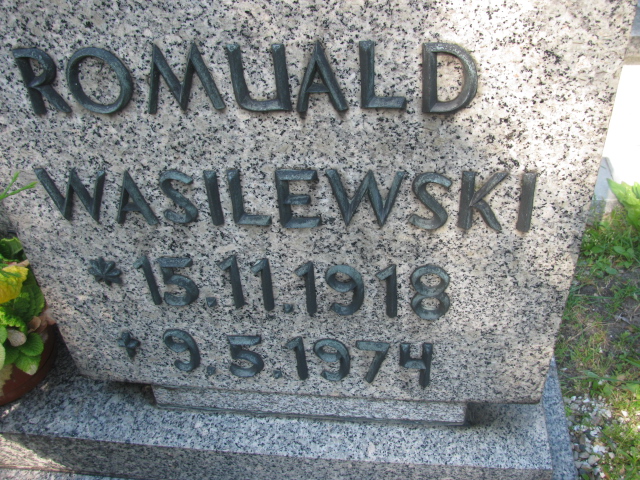 ROMUALD
WASILEWSKI
* 15.11.1918
✝ 9.5.1974